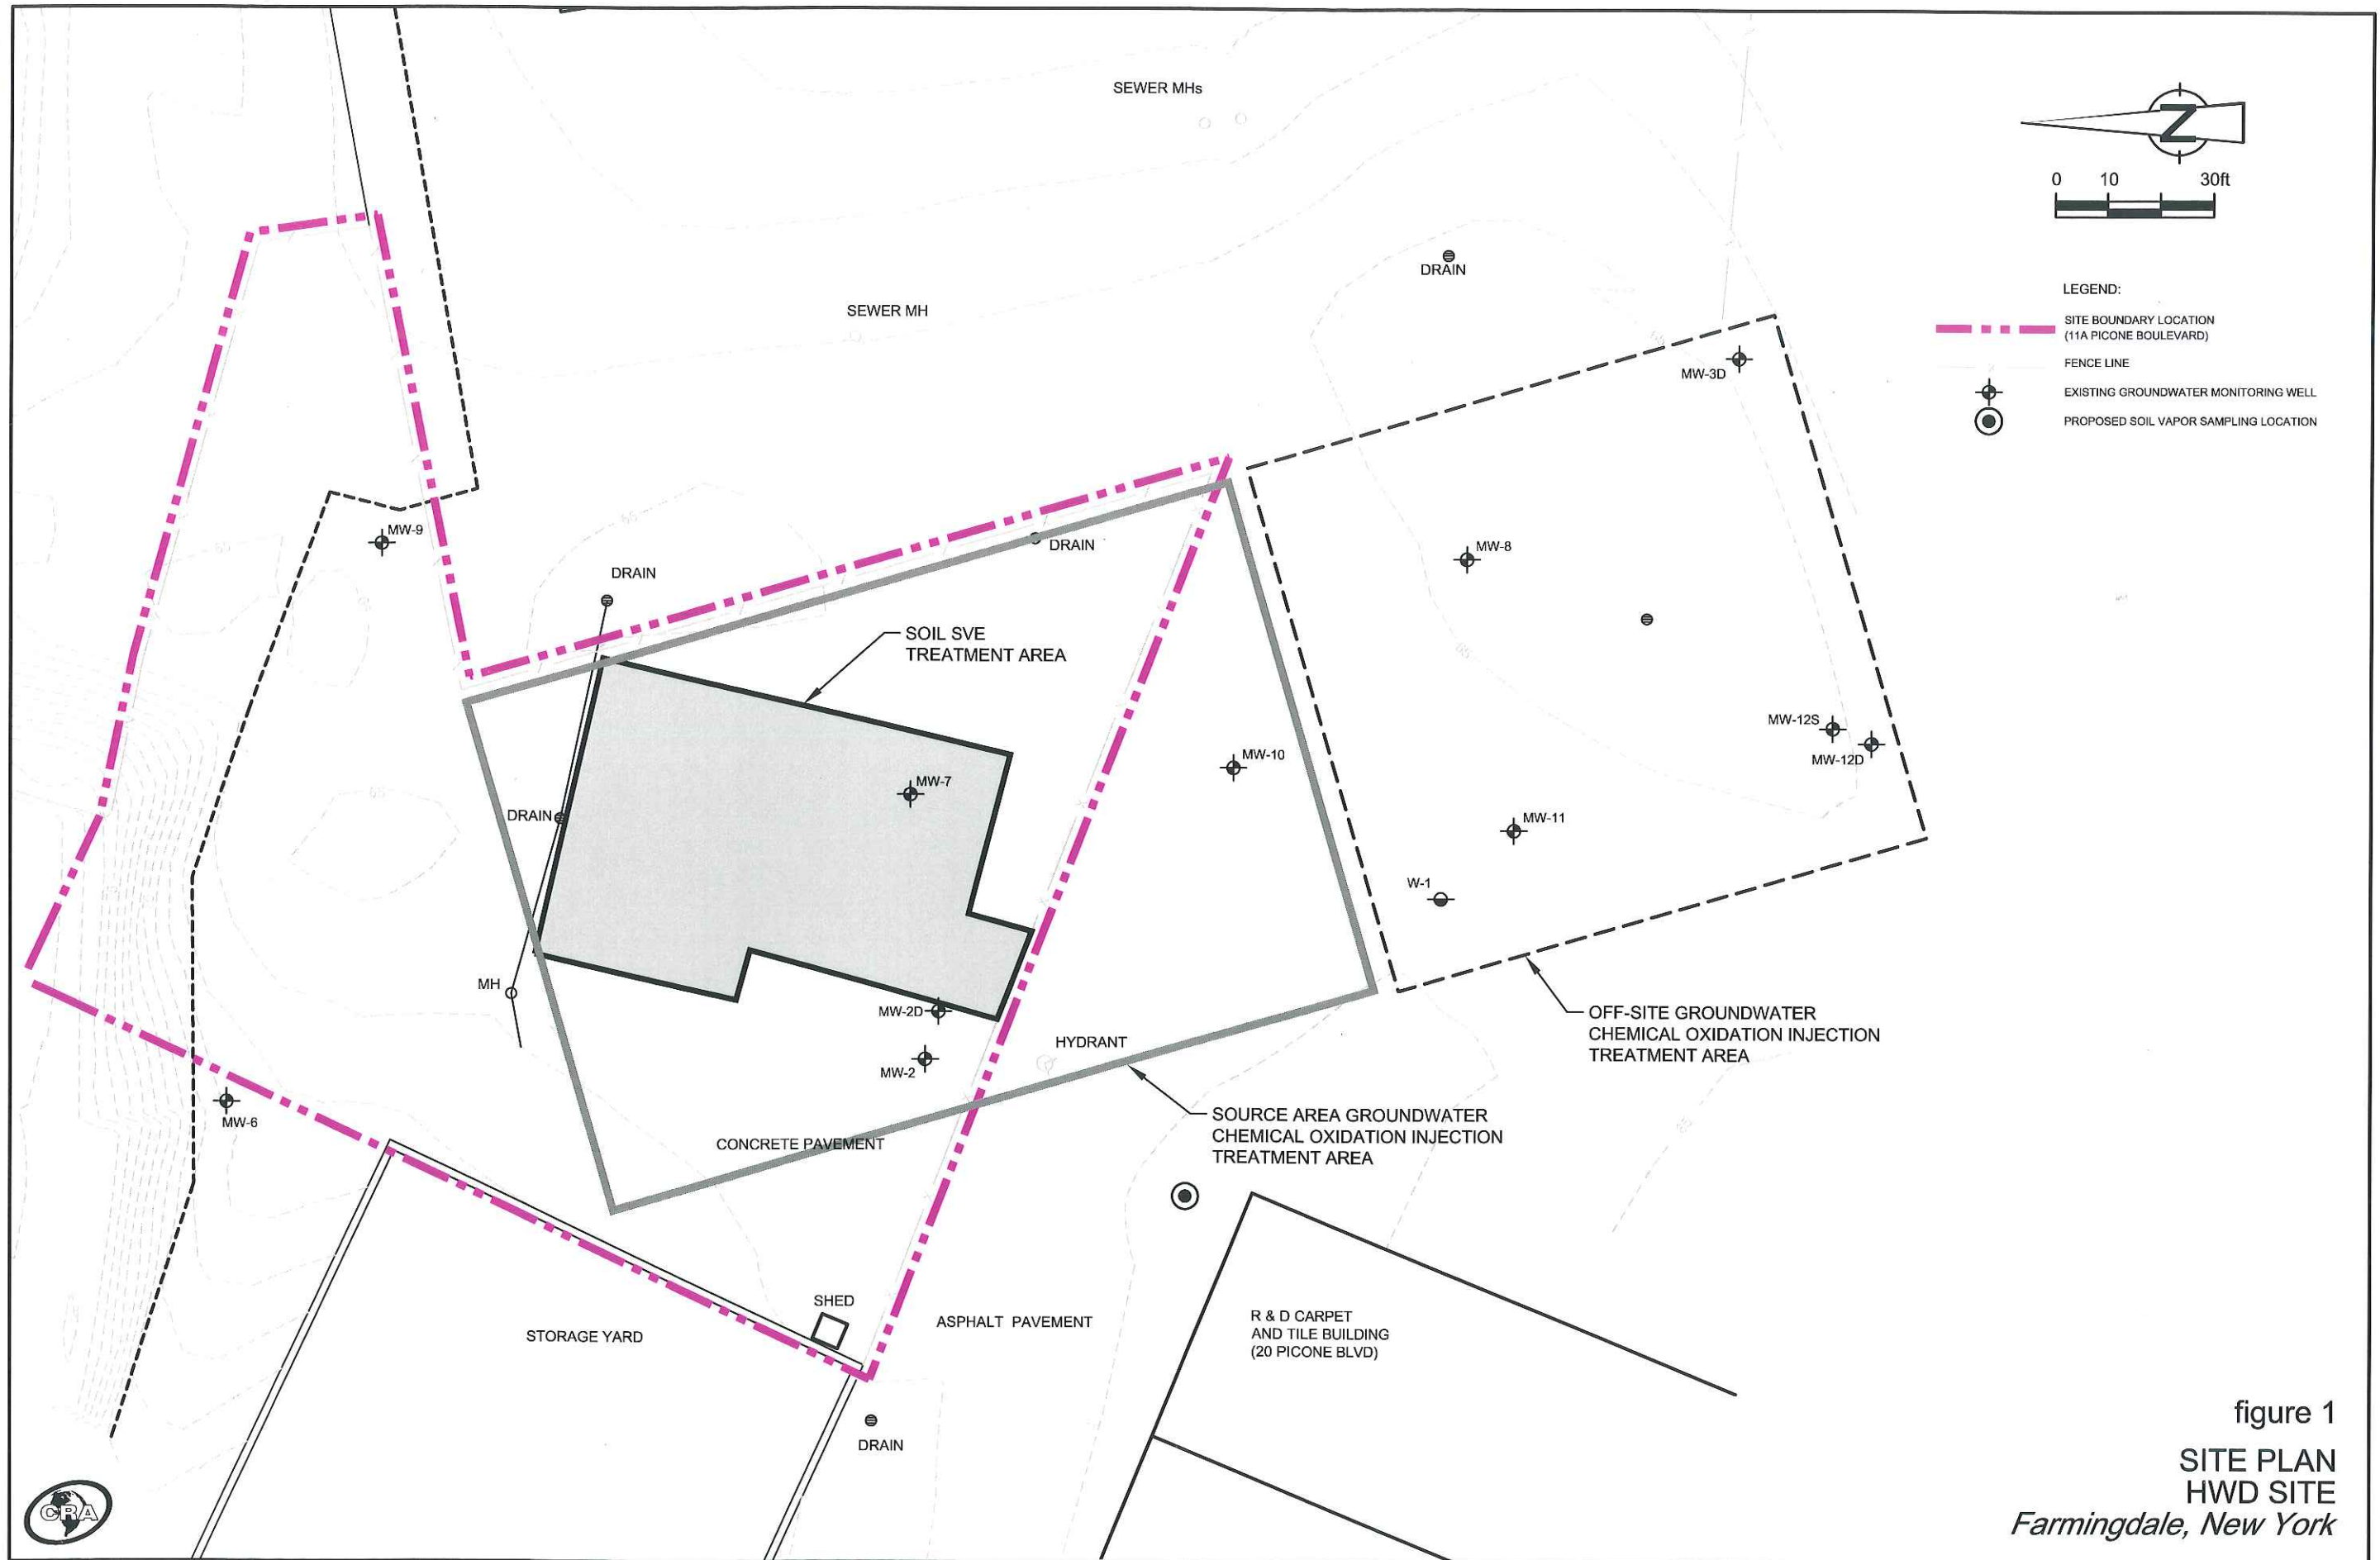 SEWER MHs
N
0 10 30ft
DRAIN
LEGEND:
SITE BOUNDARY LOCATION
(11A PICONE BOULEVARD)
FENCE LINE
EXISTING GROUNDWATER MONITORING WELL
PROPOSED SOIL VAPOR SAMPLING LOCATION
SEWER MH
MW-3D
65
MW-9
65
DRAIN
MW-8
DRAIN
SOIL SVE
TREATMENT AREA
MW-12S
MW-12D
MW-10
MW-7
65
DRAIN
MW-11
W-1
MH
MW-2D
OFF-SITE GROUNDWATER
CHEMICAL OXIDATION INJECTION
TREATMENT AREA
HYDRANT
MW-2
MW-6
SOURCE AREA GROUNDWATER
CHEMICAL OXIDATION INJECTION
TREATMENT AREA
CONCRETE PAVEMENT
SHED
STORAGE YARD
ASPHALT PAVEMENT
R & D CARPET
AND TILE BUILDING
(20 PICONE BLVD)
DRAIN
figure 1
SITE PLAN
HWD SITE
Farmingdale, New York
CRA